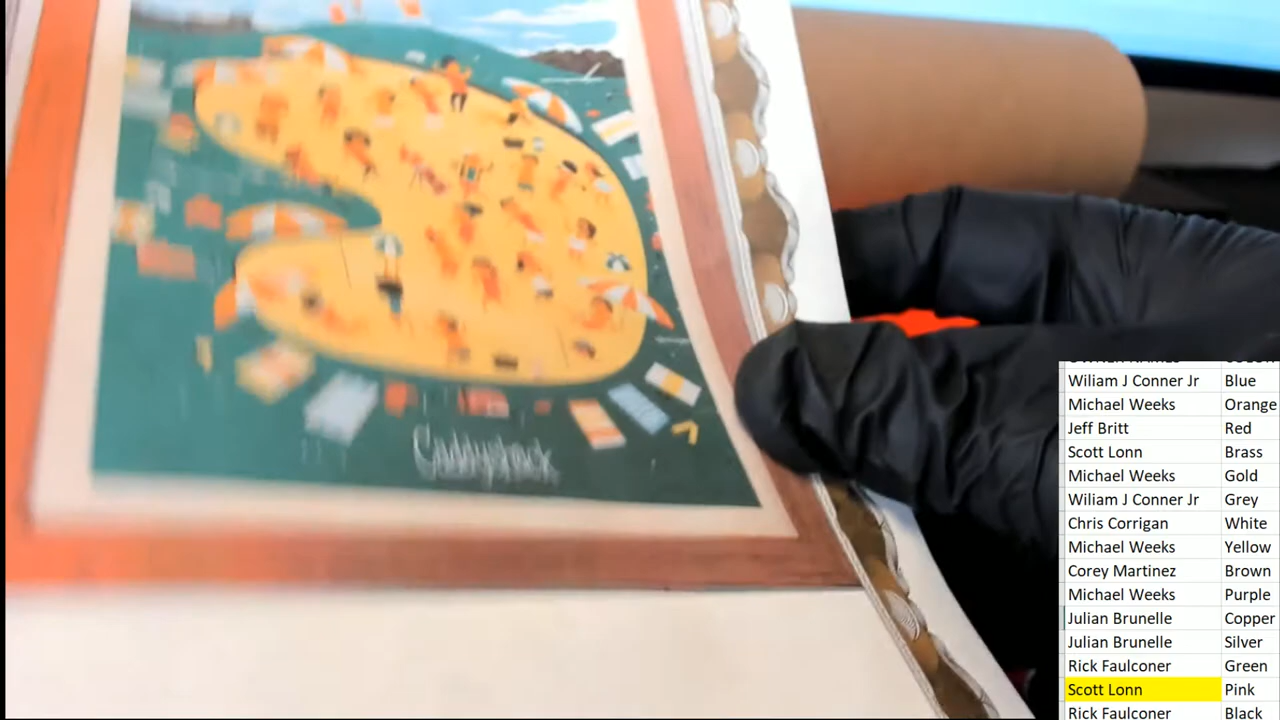 Caddyshack
Wiliam J Conner Jr Blue
Michael Weeks Orange
Jeff Britt Red
Scott Lonn Brass
Michael Weeks Gold
Wiliam J Conner Jr Grey
Chris Corrigan White
Michael Weeks Yellow
Corey Martinez Brown
Michael Weeks Purple
Julian Brunelle Copper
Julian Brunelle Silver
Rick Faulconer Green
Scott Lonn Pink
Rick Faulconer Black